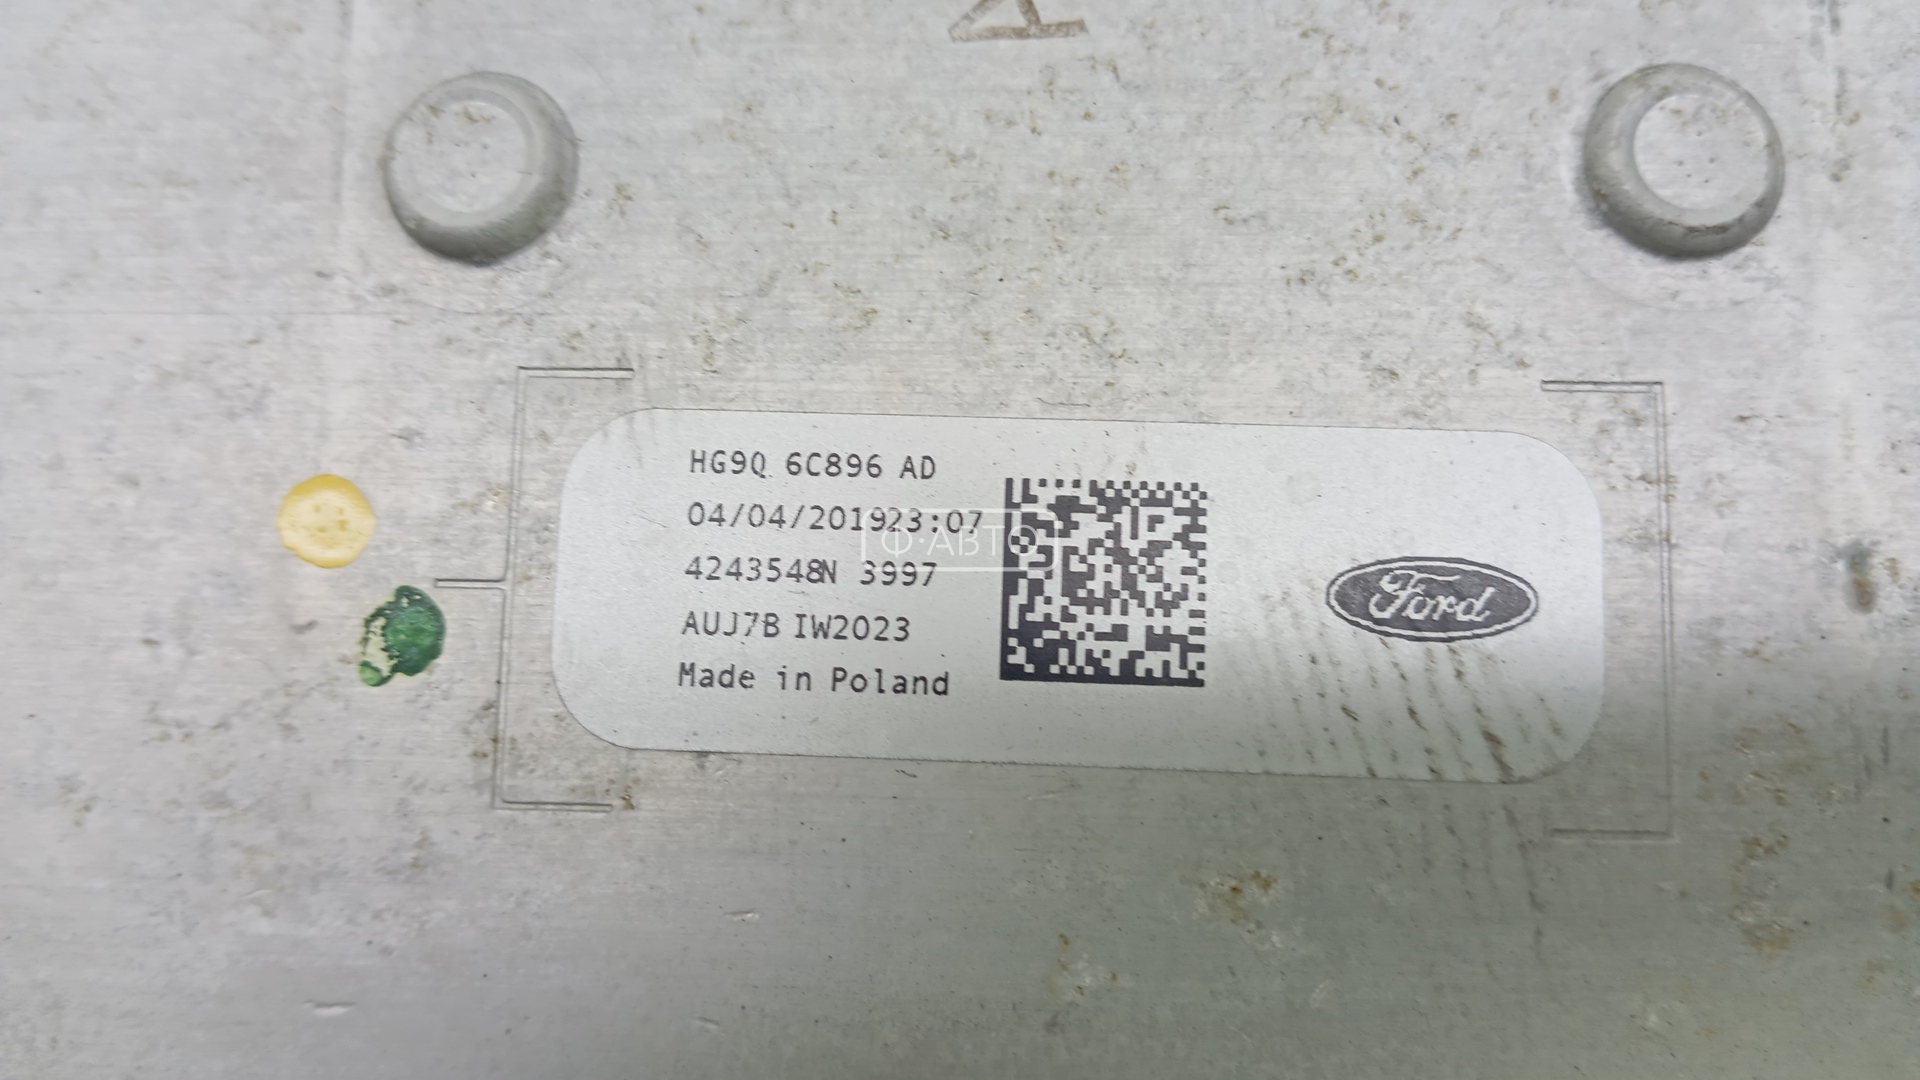 HG9Q 6C896 AD
04/04/201923:07
Ф·АВТО
4243548N 3997
AUJ7B IW2023
Made in Poland
Ford